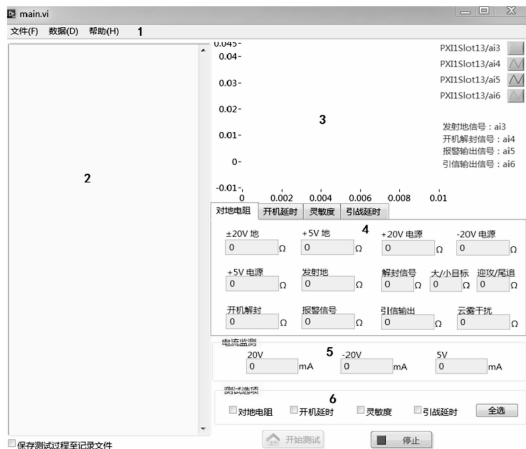 main.vi
文件(F) 数据(D) 帮助(H) 1
2
0.045-
0.04-
0.03-
0.02-
0.01-
0-
-0.01-
0 0.002 0.004 0.006 0.008 0.01
3
PXI1Slot13/ai3
PXI1Slot13/ai4
PXI1Slot13/ai5
PXI1Slot13/ai6
发射地信号：ai3
开机解封信号：ai4
报警输出信号：ai5
引信输出信号：ai6
对地电阻 开机延时 灵敏度 引战延时 4
±20V 地 +5V 地 +20V 电源 -20V 电源
0 Ω 0 Ω 0 Ω 0 Ω
+5V 电源 发射地 解封信号 大/小目标 迎攻/尾追
0 Ω 0 Ω 0 Ω 0 Ω 0 Ω
开机解封 报警信号 引信输出 云雾干扰
0 Ω 0 Ω 0 Ω 0 Ω
电流监测 5
20V -20V 5V
0 mA 0 mA 0 mA
测试选项 6
对地电阻 开机延时 灵敏度 引战延时 全选
开始测试 停止
保存测试过程至记录文件